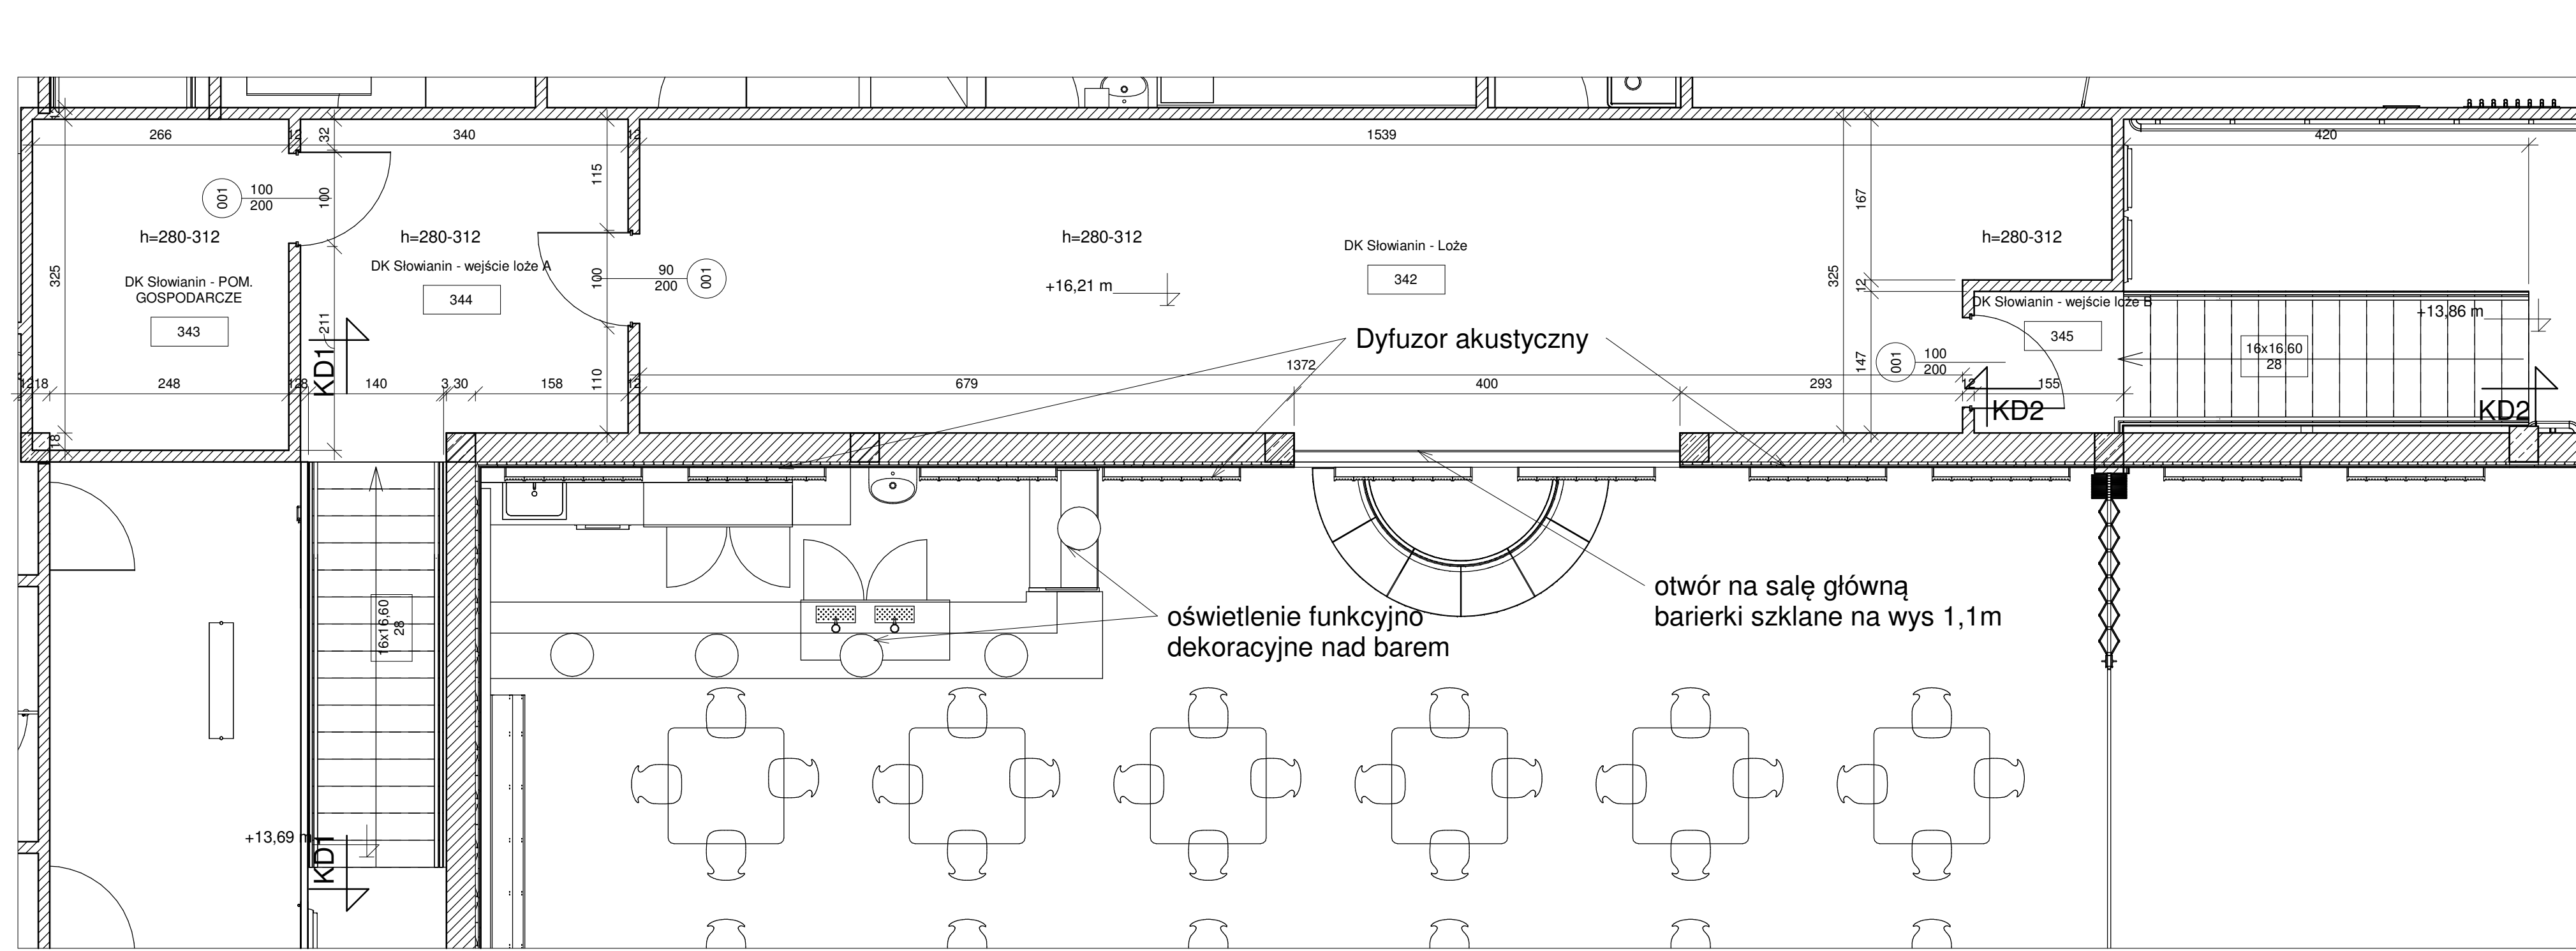 266
12
32
340
12
1539
420
115
167
001
100
200
100
h=280-312
h=280-312
h=280-312
h=280-312
DK Słowianin - Loże
342
DK Słowianin - wejście loże A
344
325
DK Słowianin - POM.
GOSPODARCZE
343
90
200
001
100
+16,21 m
325
12
DK Słowianin - wejście loże B
345
+13,86 m
211
Dyfuzor akustyczny
16x16,60
28
KD1
147
001
100
200
1372
110
248
140
3
30
158
12
679
400
293
12
155
KD2
KD2
18
otwór na salę główną
barierki szklane na wys 1,1m
oświetlenie funkcyjno
dekoracyjne nad barem
16x16,60
28
+13,69 m
KD1